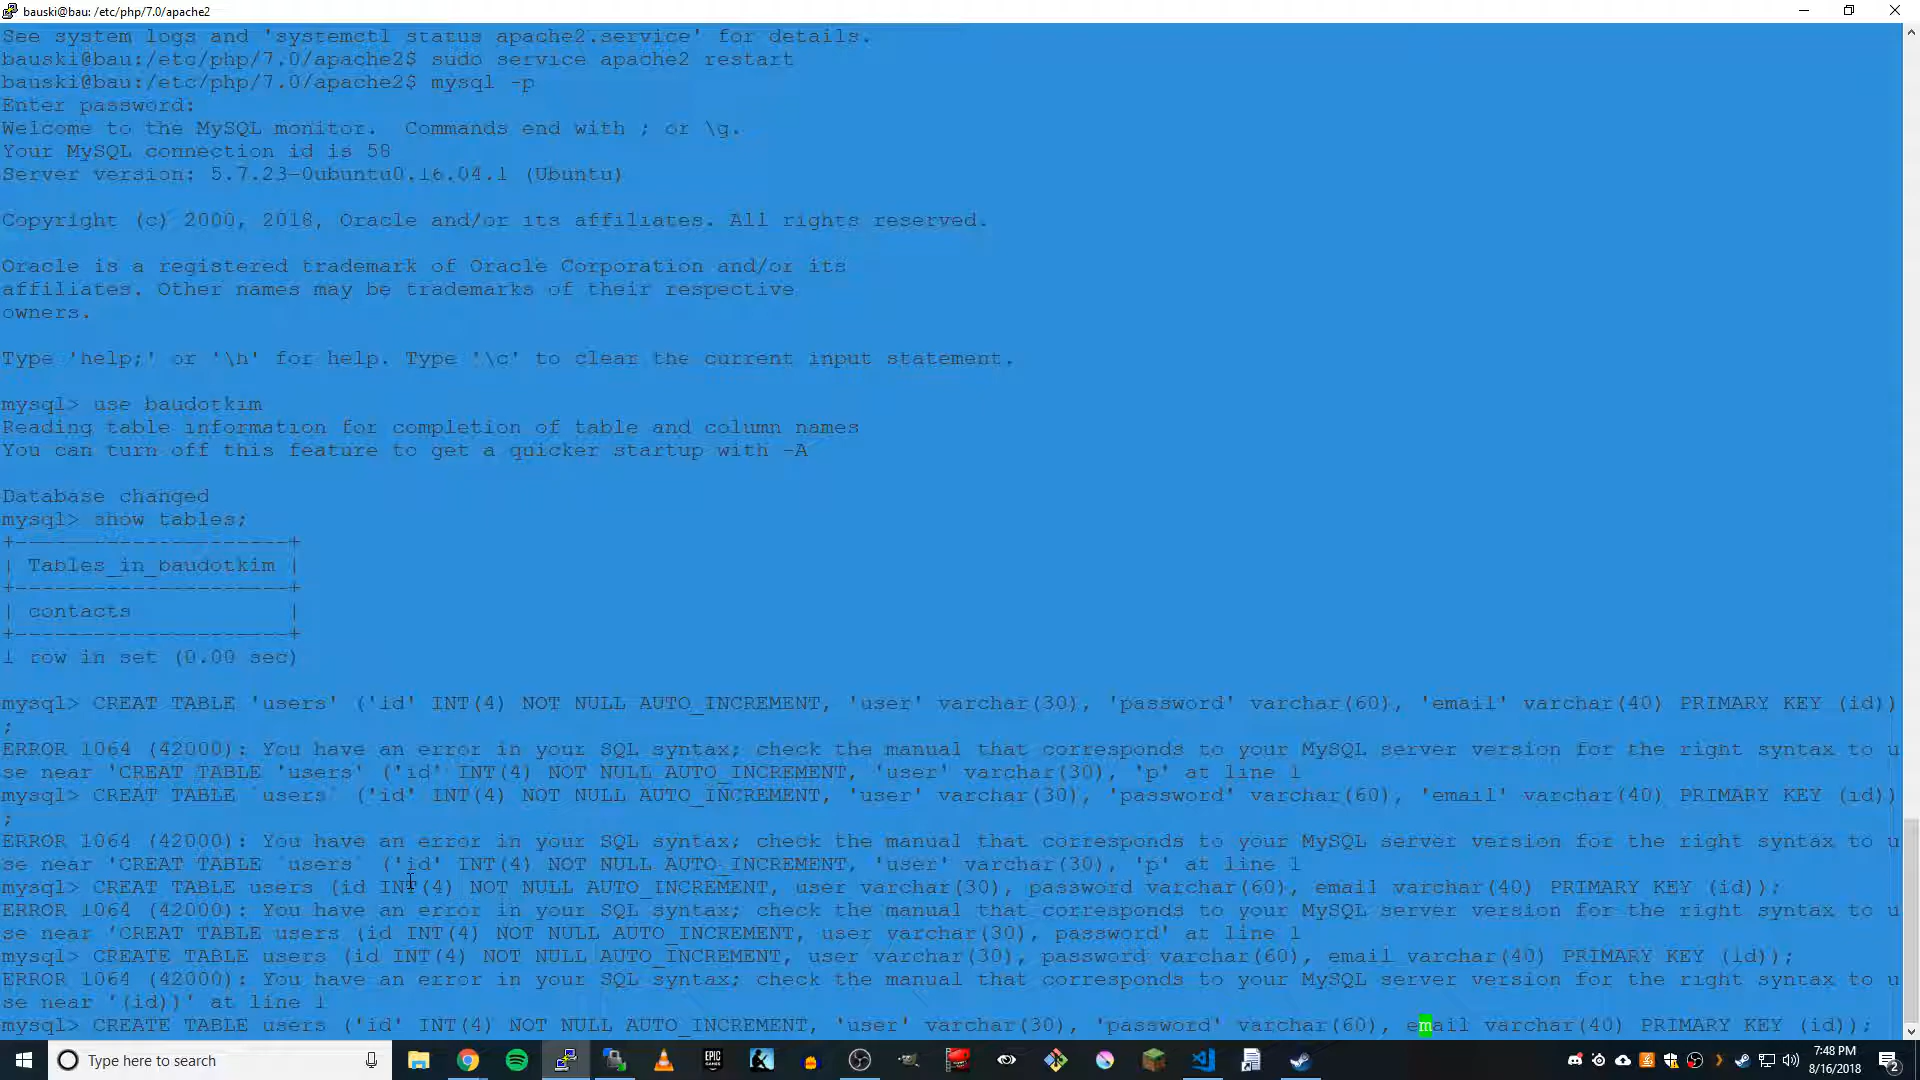 bauski@bau: /etc/php/7.0/apache2
See system logs and 'systemctl status apache2.service' for details.
bauski@bau:/etc/php/7.0/apache2$ sudo service apache2 restart
bauski@bau:/etc/php/7.0/apache2$ mysql -p
Enter password:
Welcome to the MySQL monitor.  Commands end with ; or \g.
Your MySQL connection id is 58
Server version: 5.7.23-0ubuntu0.16.04.1 (Ubuntu)
Copyright (c) 2000, 2018, Oracle and/or its affiliates. All rights reserved.
Oracle is a registered trademark of Oracle Corporation and/or its
affiliates. Other names may be trademarks of their respective
owners.
Type 'help;' or '\h' for help. Type '\c' to clear the current input statement.
mysql> use baudotkim
Reading table information for completion of table and column names
You can turn off this feature to get a quicker startup with -A
Database changed
mysql> show tables;
+---------------------+
| Tables_in_baudotkim |
+---------------------+
| contacts            |
+---------------------+
1 row in set (0.00 sec)
mysql> CREAT TABLE 'users' ('id' INT(4) NOT NULL AUTO_INCREMENT, 'user' varchar(30), 'password' varchar(60), 'email' varchar(40) PRIMARY KEY (id))
;
ERROR 1064 (42000): You have an error in your SQL syntax; check the manual that corresponds to your MySQL server version for the right syntax to u
se near 'CREAT TABLE 'users' ('id' INT(4) NOT NULL AUTO_INCREMENT, 'user' varchar(30), 'p' at line 1
mysql> CREAT TABLE `users` ('id' INT(4) NOT NULL AUTO_INCREMENT, 'user' varchar(30), 'password' varchar(60), 'email' varchar(40) PRIMARY KEY (id))
;
ERROR 1064 (42000): You have an error in your SQL syntax; check the manual that corresponds to your MySQL server version for the right syntax to u
se near 'CREAT TABLE `users` ('id' INT(4) NOT NULL AUTO_INCREMENT, 'user' varchar(30), 'p' at line 1
mysql> CREAT TABLE users (id INT(4) NOT NULL AUTO_INCREMENT, user varchar(30), password varchar(60), email varchar(40) PRIMARY KEY (id));
ERROR 1064 (42000): You have an error in your SQL syntax; check the manual that corresponds to your MySQL server version for the right syntax to u
se near 'CREAT TABLE users (id INT(4) NOT NULL AUTO_INCREMENT, user varchar(30), password' at line 1
mysql> CREATE TABLE users (id INT(4) NOT NULL AUTO_INCREMENT, user varchar(30), password varchar(60), email varchar(40) PRIMARY KEY (id));
ERROR 1064 (42000): You have an error in your SQL syntax; check the manual that corresponds to your MySQL server version for the right syntax to u
se near '(id))' at line 1
mysql> CREATE TABLE users ('id' INT(4) NOT NULL AUTO_INCREMENT, 'user' varchar(30), 'password' varchar(60), email varchar(40) PRIMARY KEY (id));
Type here to search
EPIC GAMES
7:48 PM
8/16/2018
2